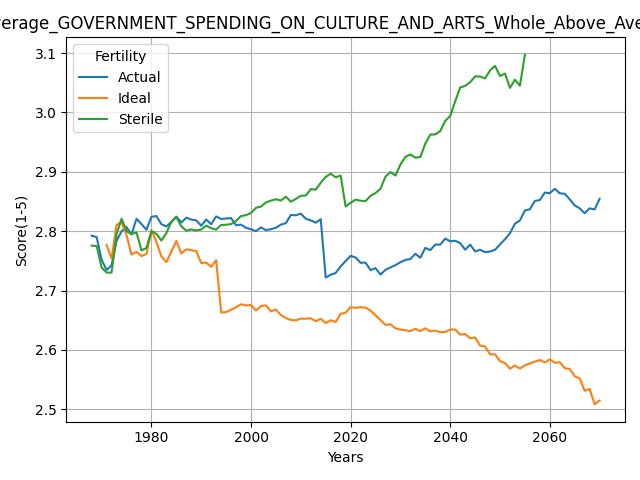 verage_GOVERNMENT_SPENDING_ON_CULTURE_AND_ARTS_Whole_Above_Ave
3.1
3.0
2.9
2.8
2.7
2.6
2.5
Score(1-5)
Fertility
Actual
Ideal
Sterile
1980 2000 2020 2040 2060
Years